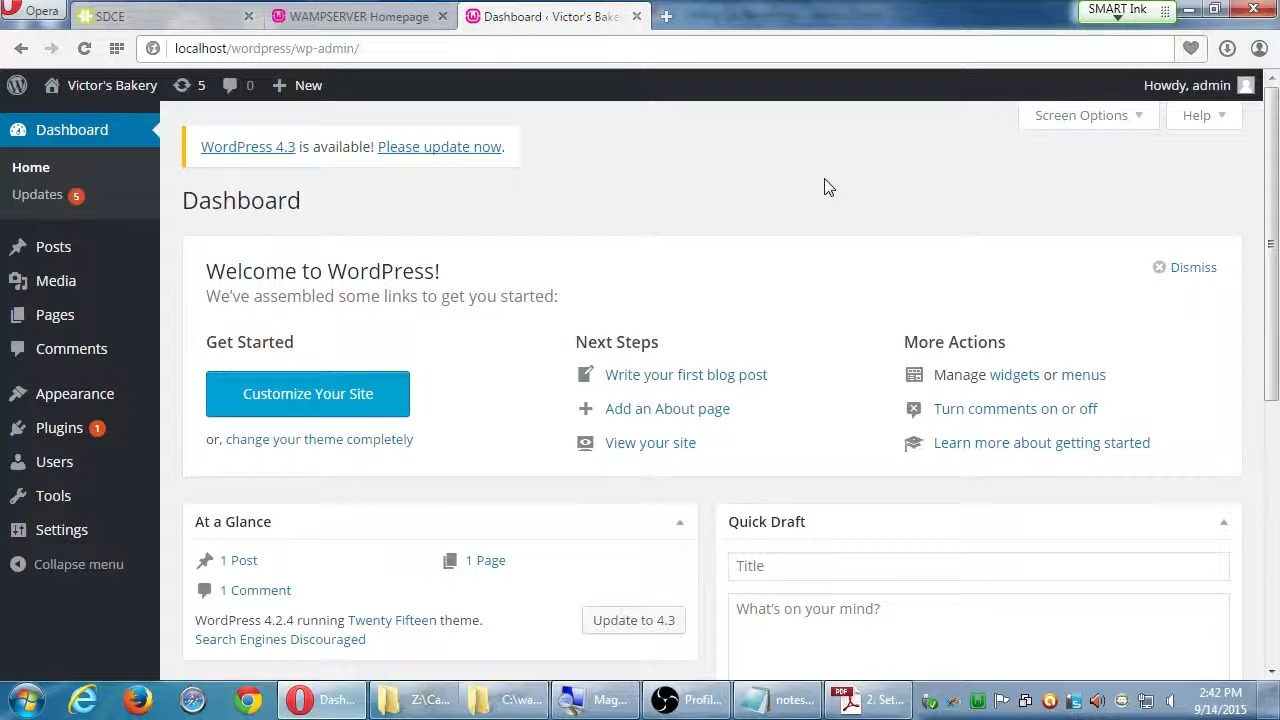 Opera
SDCE
WAMPSERVER Homepage
Dashboard ‹ Victor's Bake
SMART Ink
localhost/wordpress/wp-admin/
Victor's Bakery
5
0
New
Howdy, admin
Dashboard
Home
Updates 5
Posts
Media
Pages
Comments
Appearance
Plugins 1
Users
Tools
Settings
Collapse menu
Screen Options
Help
WordPress 4.3 is available! Please update now.
Dashboard
Welcome to WordPress!
Dismiss
We've assembled some links to get you started:
Get Started
Customize Your Site
or, change your theme completely
Next Steps
Write your first blog post
Add an About page
View your site
More Actions
Manage widgets or menus
Turn comments on or off
Learn more about getting started
At a Glance
1 Post
1 Page
1 Comment
WordPress 4.2.4 running Twenty Fifteen theme.
Update to 4.3
Search Engines Discouraged
Quick Draft
Title
What's on your mind?
Dash...
Z:\Ca...
C:\wa...
Mag...
Profil...
notes...
PDF
2. Set...
2:42 PM
9/14/2015